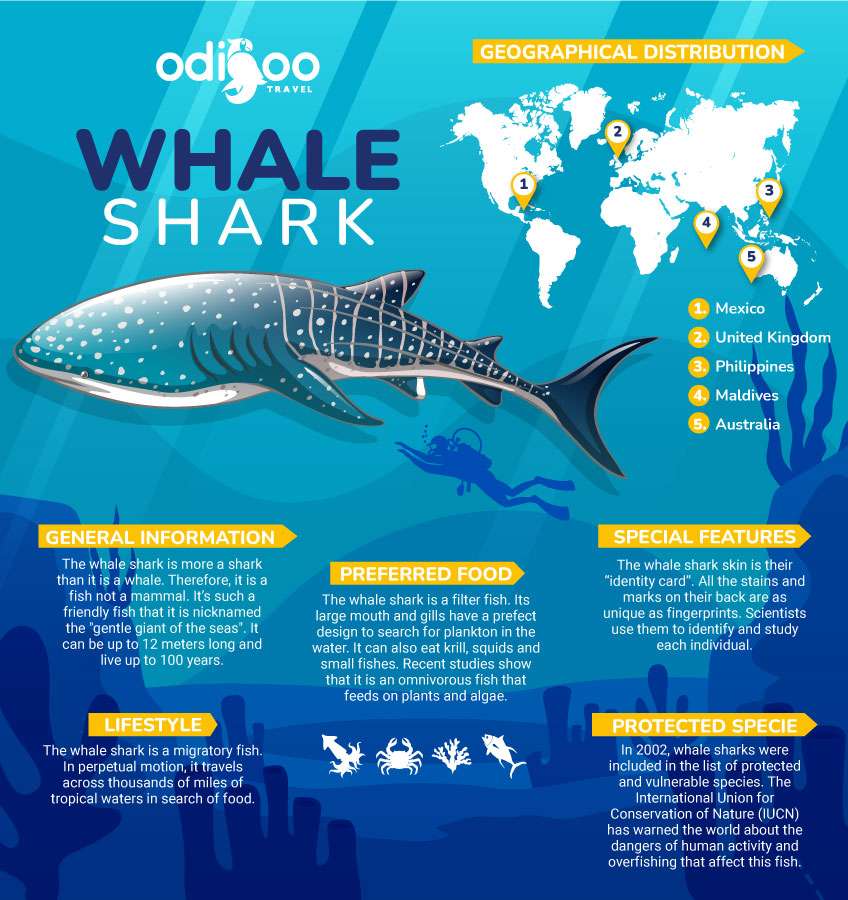 odigoo
TRAVEL
WHALE
SHARK
GEOGRAPHICAL DISTRIBUTION
1
2
3
4
5
1. Mexico
2. United Kingdom
3. Philippines
4. Maldives
5. Australia
GENERAL INFORMATION
The whale shark is more a shark
than it is a whale. Therefore, it is a
fish not a mammal. It's such a
friendly fish that it is nicknamed
the "gentle giant of the seas". It
can be up to 12 meters long and
live up to 100 years.
PREFERRED FOOD
The whale shark is a filter fish. Its
large mouth and gills have a prefect
design to search for plankton in the
water. It can also eat krill, squids and
small fishes. Recent studies show
that it is an omnivorous fish that
feeds on plants and algae.
SPECIAL FEATURES
The whale shark skin is their
“identity card”. All the stains and
marks on their back are as
unique as fingerprints. Scientists
use them to identify and study
each individual.
LIFESTYLE
The whale shark is a migratory fish.
In perpetual motion, it travels
across thousands of miles of
tropical waters in search of food.
PROTECTED SPECIE
In 2002, whale sharks were
included in the list of protected
and vulnerable species. The
International Union for
Conservation of Nature (IUCN)
has warned the world about the
dangers of human activity and
overfishing that affect this fish.